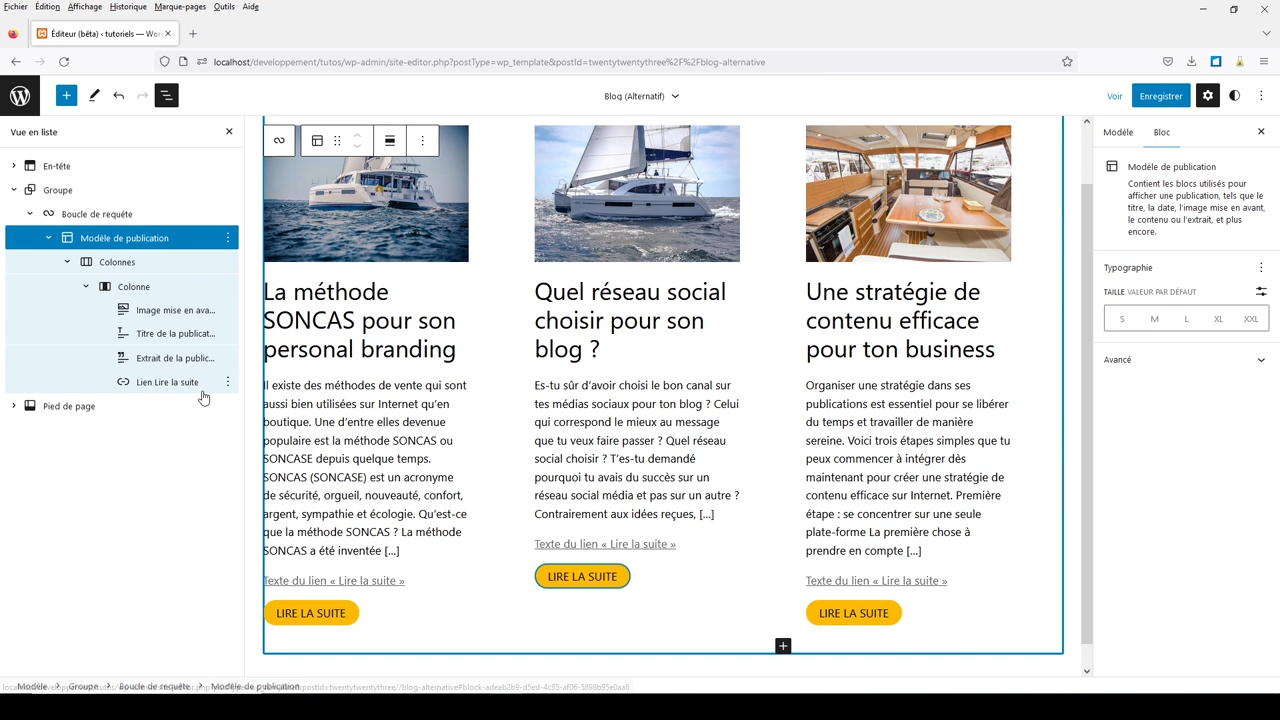 Fichier Édition Affichage Historique Marque-pages Outils Aide
Éditeur (bêta) ‹ tutoriels — Wor
localhost/developpement/tutos/wp-admin/site-editor.php?postType=wp_template&postId=twentytwentythree%2F%2Fblog-alternative
Blog (Alternatif)
Voir
Enregistrer
Vue en liste
En-tête
Groupe
Boucle de requête
Modèle de publication
Colonnes
Colonne
Image mise en ava...
Titre de la publicat...
Extrait de la public...
Lien Lire la suite
Pied de page
La méthode
SONCAS pour son
personal branding
Il existe des méthodes de vente qui sont
aussi bien utilisées sur Internet qu'en
boutique. Une d'entre elles devenue
populaire est la méthode SONCAS ou
SONCASE depuis quelque temps.
SONCAS (SONCASE) est un acronyme
de sécurité, orgueil, nouveauté, confort,
argent, sympathie et écologie. Qu'est-ce
que la méthode SONCAS ? La méthode
SONCAS a été inventée [...]
Texte du lien « Lire la suite »
LIRE LA SUITE
Quel réseau social
choisir pour son
blog ?
Es-tu sûr d'avoir choisi le bon canal sur
tes médias sociaux pour ton blog ? Celui
qui correspond le mieux au message
que tu veux faire passer ? Quel réseau
social choisir ? T'es-tu demandé
pourquoi tu avais du succès sur un
réseau social média et pas sur un autre ?
Contrairement aux idées reçues, [...]
Texte du lien « Lire la suite »
LIRE LA SUITE
Une stratégie de
contenu efficace
pour ton business
Organiser une stratégie dans ses
publications est essentiel pour se libérer
du temps et travailler de manière
sereine. Voici trois étapes simples que tu
peux commencer à intégrer dès
maintenant pour créer une stratégie de
contenu efficace sur Internet. Première
étape : se concentrer sur une seule
plate-forme La première chose à
prendre en compte [...]
Texte du lien « Lire la suite »
LIRE LA SUITE
Modèle
Bloc
Modèle de publication
Contient les blocs utilisés pour
afficher une publication, tels que le
titre, la date, l'image mise en avant,
le contenu ou l'extrait, et plus
encore.
Typographie
TAILLE VALEUR PAR DÉFAUT
S M L XL XXL
Avancé
Modèle > Groupe > Boucle de requête > Modèle de publication